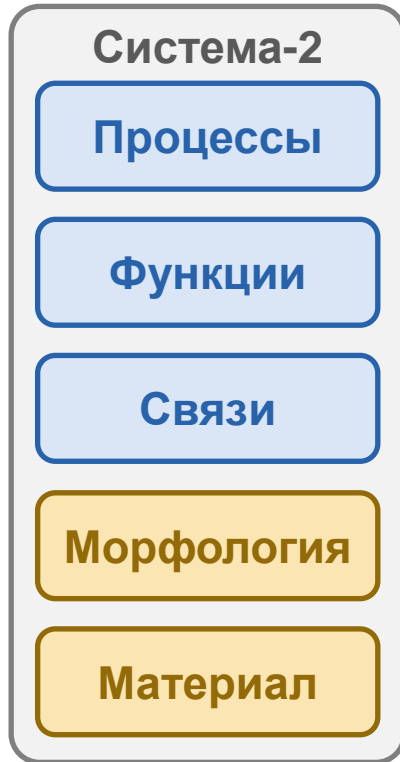 Система-2
Процессы
Функции
Связи
Морфология
Материал